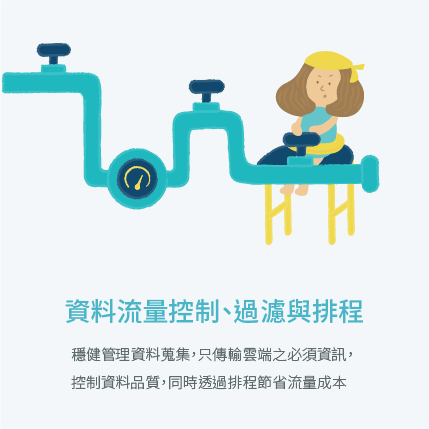 資料流量控制、過濾與排程
穩健管理資料蒐集，只傳輸雲端之必須資訊，
控制資料品質，同時透過排程節省流量成本